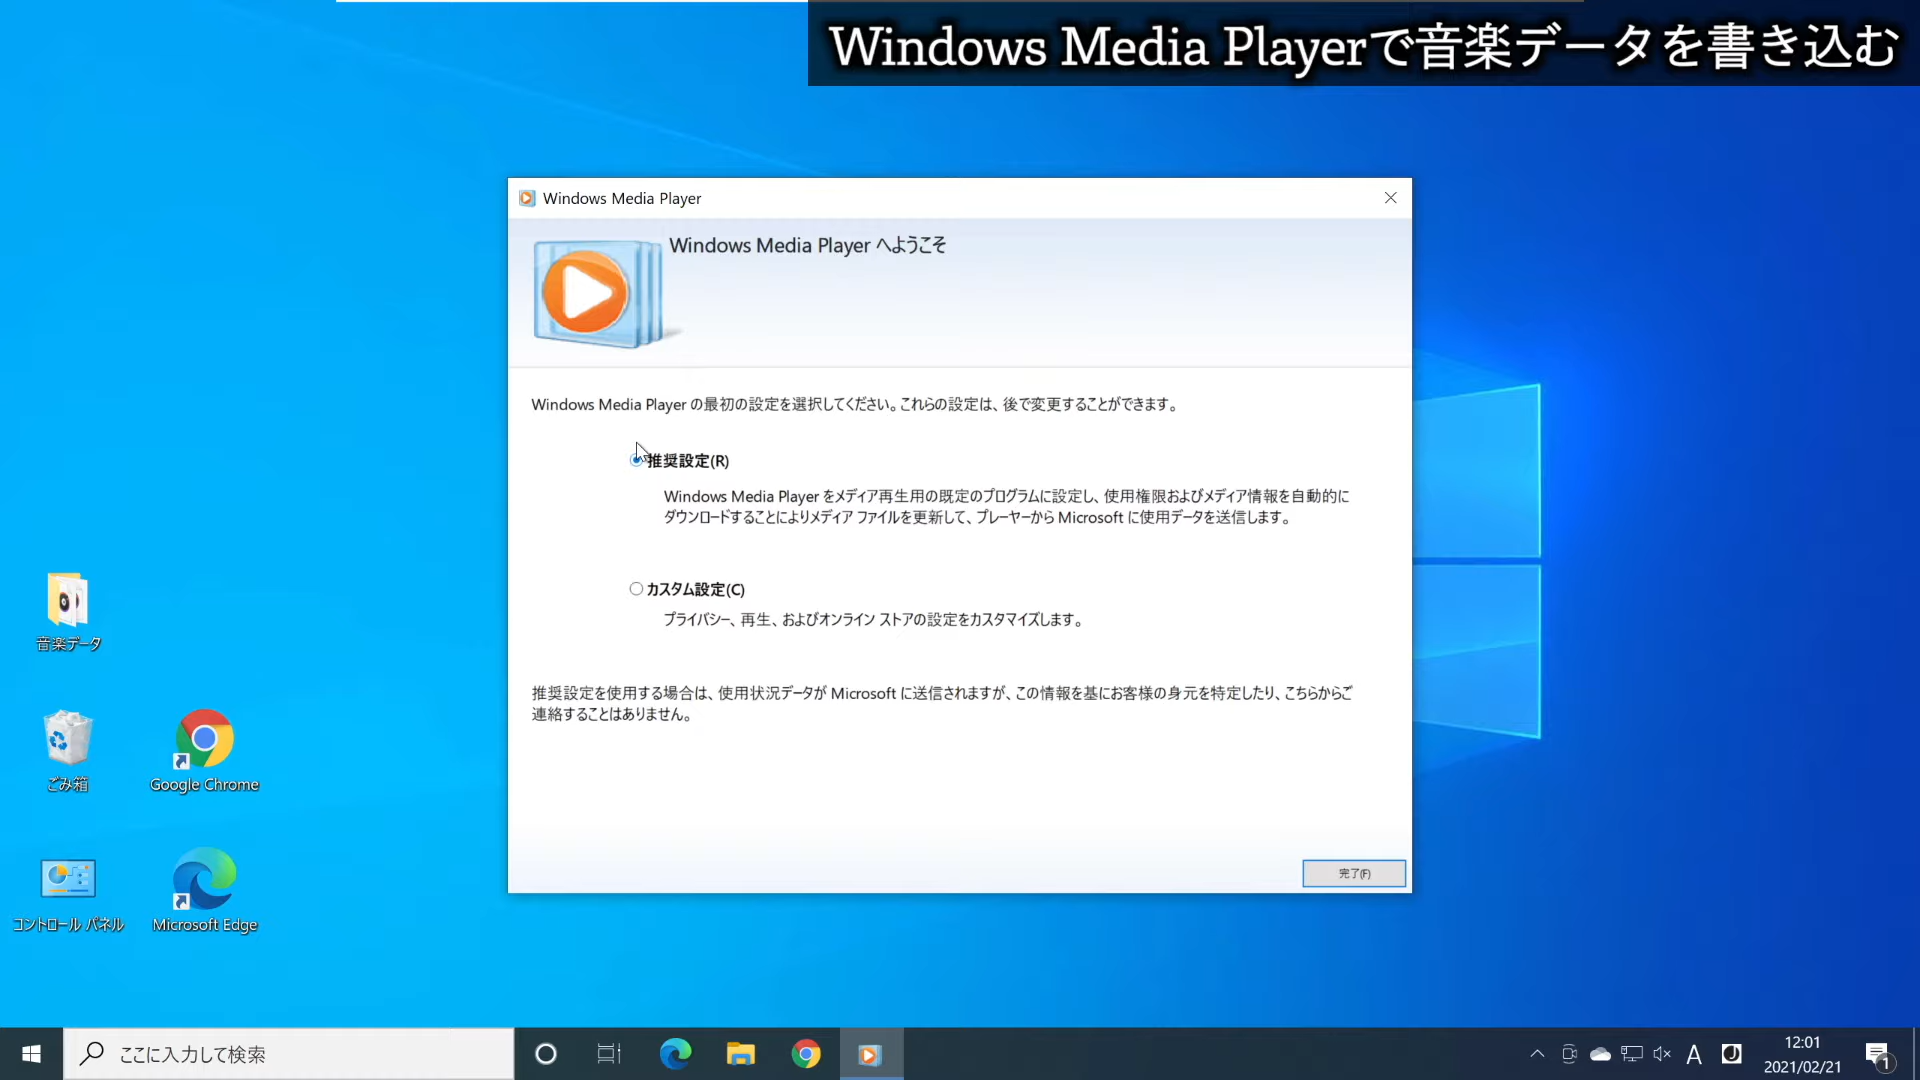 Windows Media Playerで音楽データを書き込む
Windows Media Player
Windows Media Player へようこそ
Windows Media Player の最初の設定を選択してください。これらの設定は、後で変更することができます。
推奨設定(R)
Windows Media Player をメディア再生用の既定のプログラムに設定し、使用権限およびメディア情報を自動的に
ダウンロードすることによりメディア ファイルを更新して、プレーヤーから Microsoft に使用データを送信します。
カスタム設定(C)
プライバシー、再生、およびオンライン ストアの設定をカスタマイズします。
推奨設定を使用する場合は、使用状況データが Microsoft に送信されますが、この情報を基にお客様の身元を特定したり、こちらからご
連絡することはありません。
完了(F)
音楽データ
ごみ箱
Google Chrome
コントロール パネル
Microsoft Edge
ここに入力して検索
A
J
12:01
2021/02/21
1